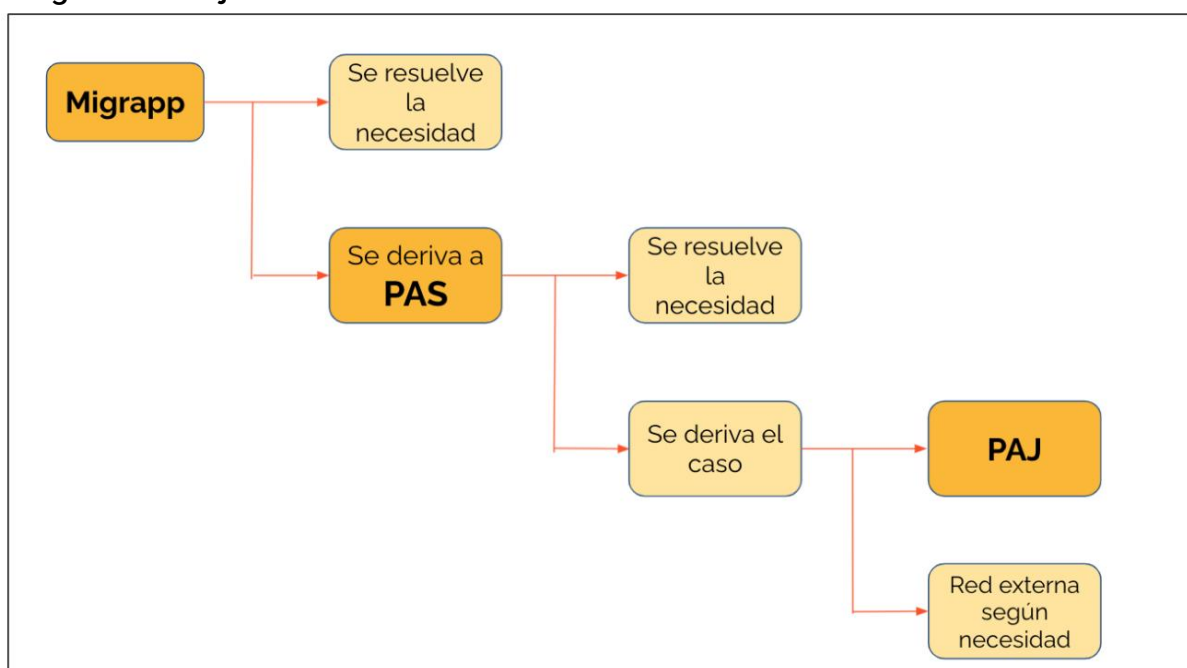 Migrapp
Se resuelve
la
necesidad
Se deriva a
PAS
Se resuelve
la
necesidad
Se deriva el
caso
PAJ
Red externa
según
necesidad